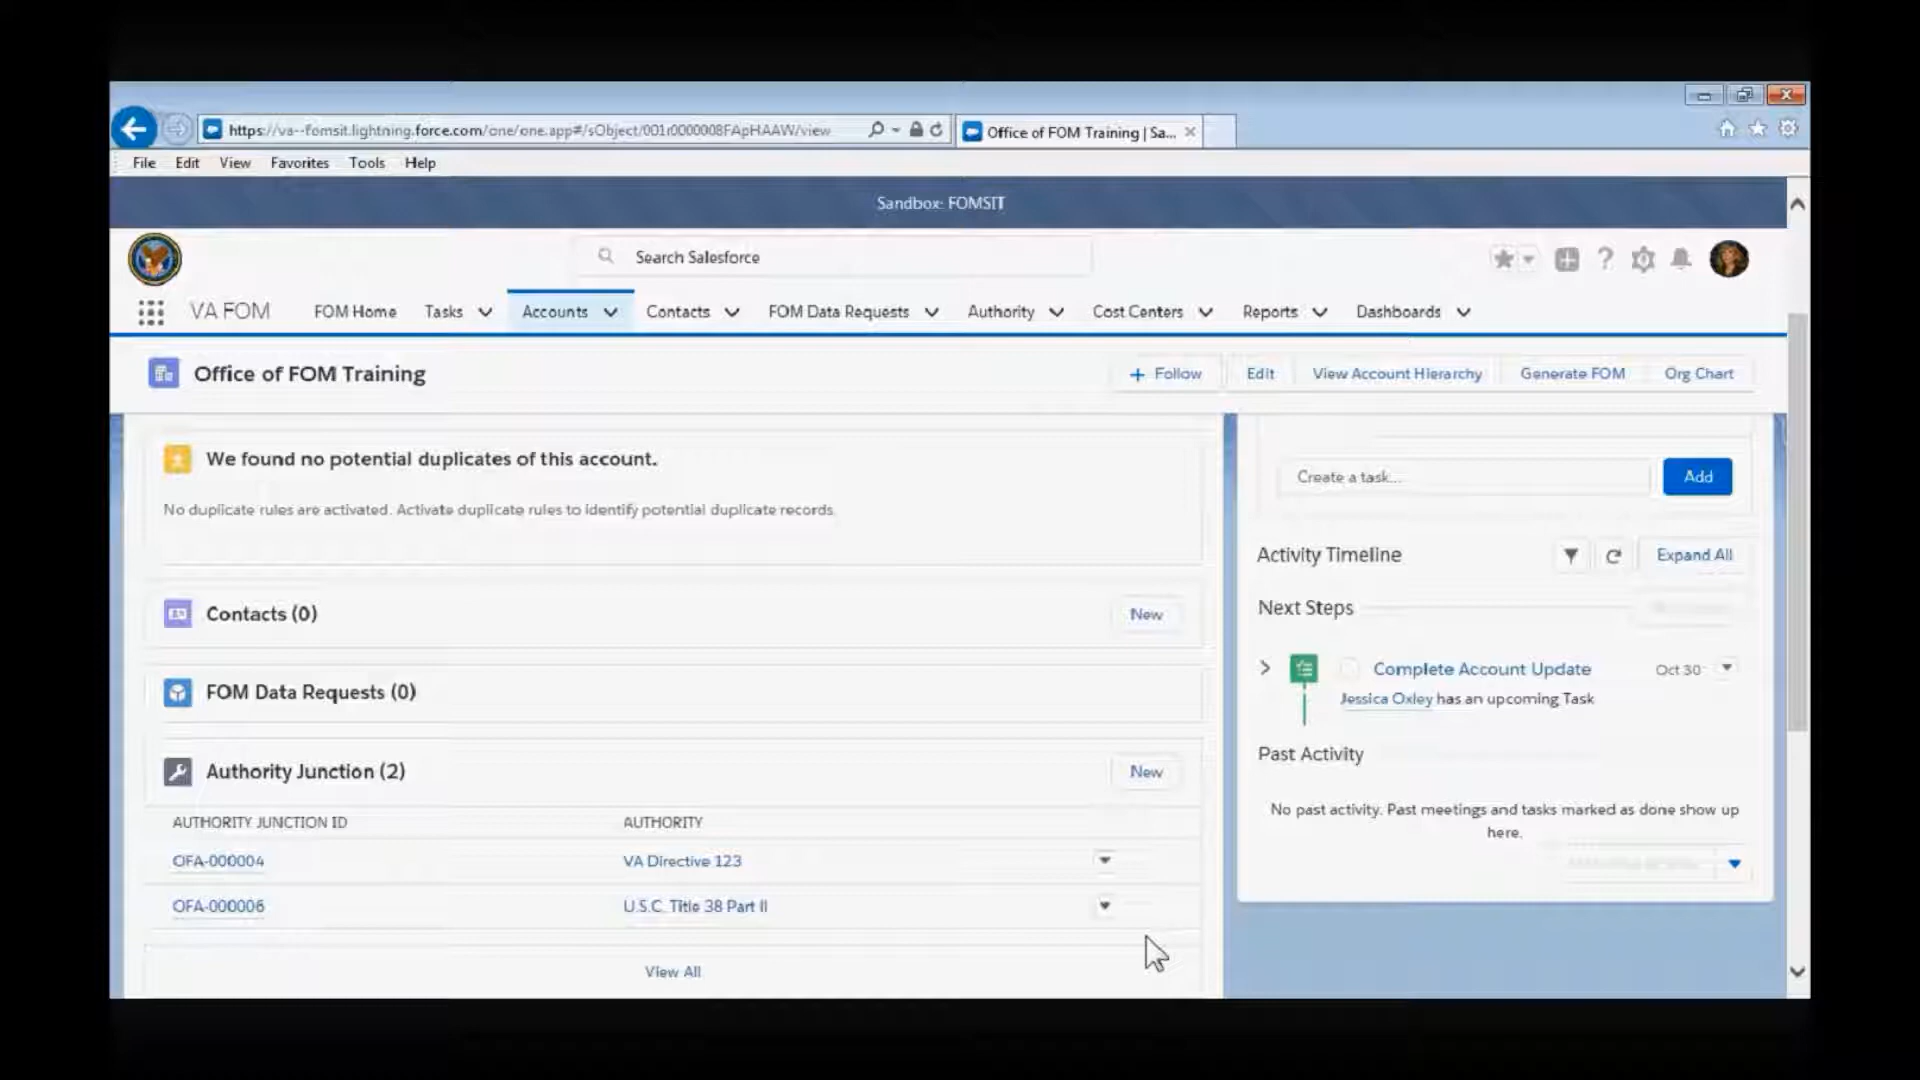 https://va--fomsit.lightning.force.com/one/one.app#/sObject/001r0000008FApHAAW/view
Office of FOM Training | Sa...
File Edit View Favorites Tools Help
Sandbox: FOMSIT
Search Salesforce
VA FOM
FOM Home Tasks Accounts Contacts FOM Data Requests Authority Cost Centers Reports Dashboards
Office of FOM Training
+ Follow Edit View Account Hierarchy Generate FOM Org Chart
We found no potential duplicates of this account.
No duplicate rules are activated. Activate duplicate rules to identify potential duplicate records.
Contacts (0)
New
FOM Data Requests (0)
Authority Junction (2)
New
AUTHORITY JUNCTION ID AUTHORITY
OFA-000004 VA Directive 123
OFA-000006 U.S.C. Title 38 Part II
View All
Create a task...
Add
Activity Timeline
Expand All
Next Steps
Complete Account Update Oct 30
Jessica Oxley has an upcoming Task
Past Activity
No past activity. Past meetings and tasks marked as done show up
here.